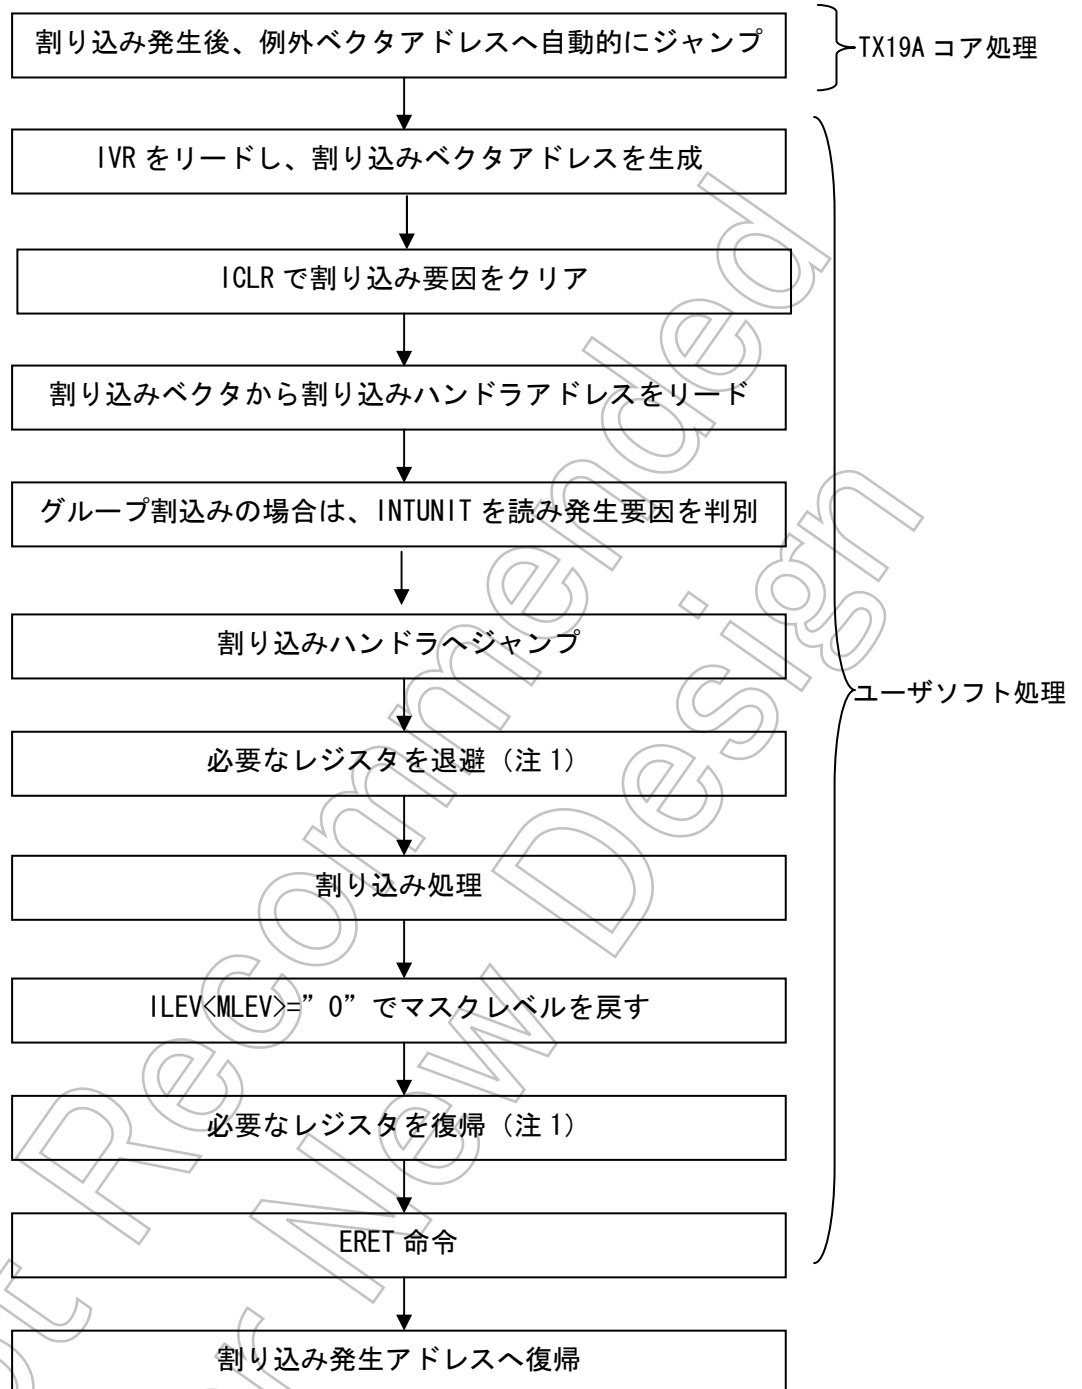 割り込み発生後、例外ベクタアドレスへ自動的にジャンプ
TX19A コア処理
IVR をリードし、割り込みベクタアドレスを生成
ICLR で割り込み要因をクリア
割り込みベクタから割り込みハンドラアドレスをリード
グループ割込みの場合は、INTUNIT を読み発生要因を判別
割り込みハンドラへジャンプ
ユーザソフト処理
必要なレジスタを退避（注 1）
割り込み処理
ILEV<MLEV>=”0”でマスクレベルを戻す
必要なレジスタを復帰（注 1）
ERET 命令
割り込み発生アドレスへ復帰
Not Recommended
for New Design